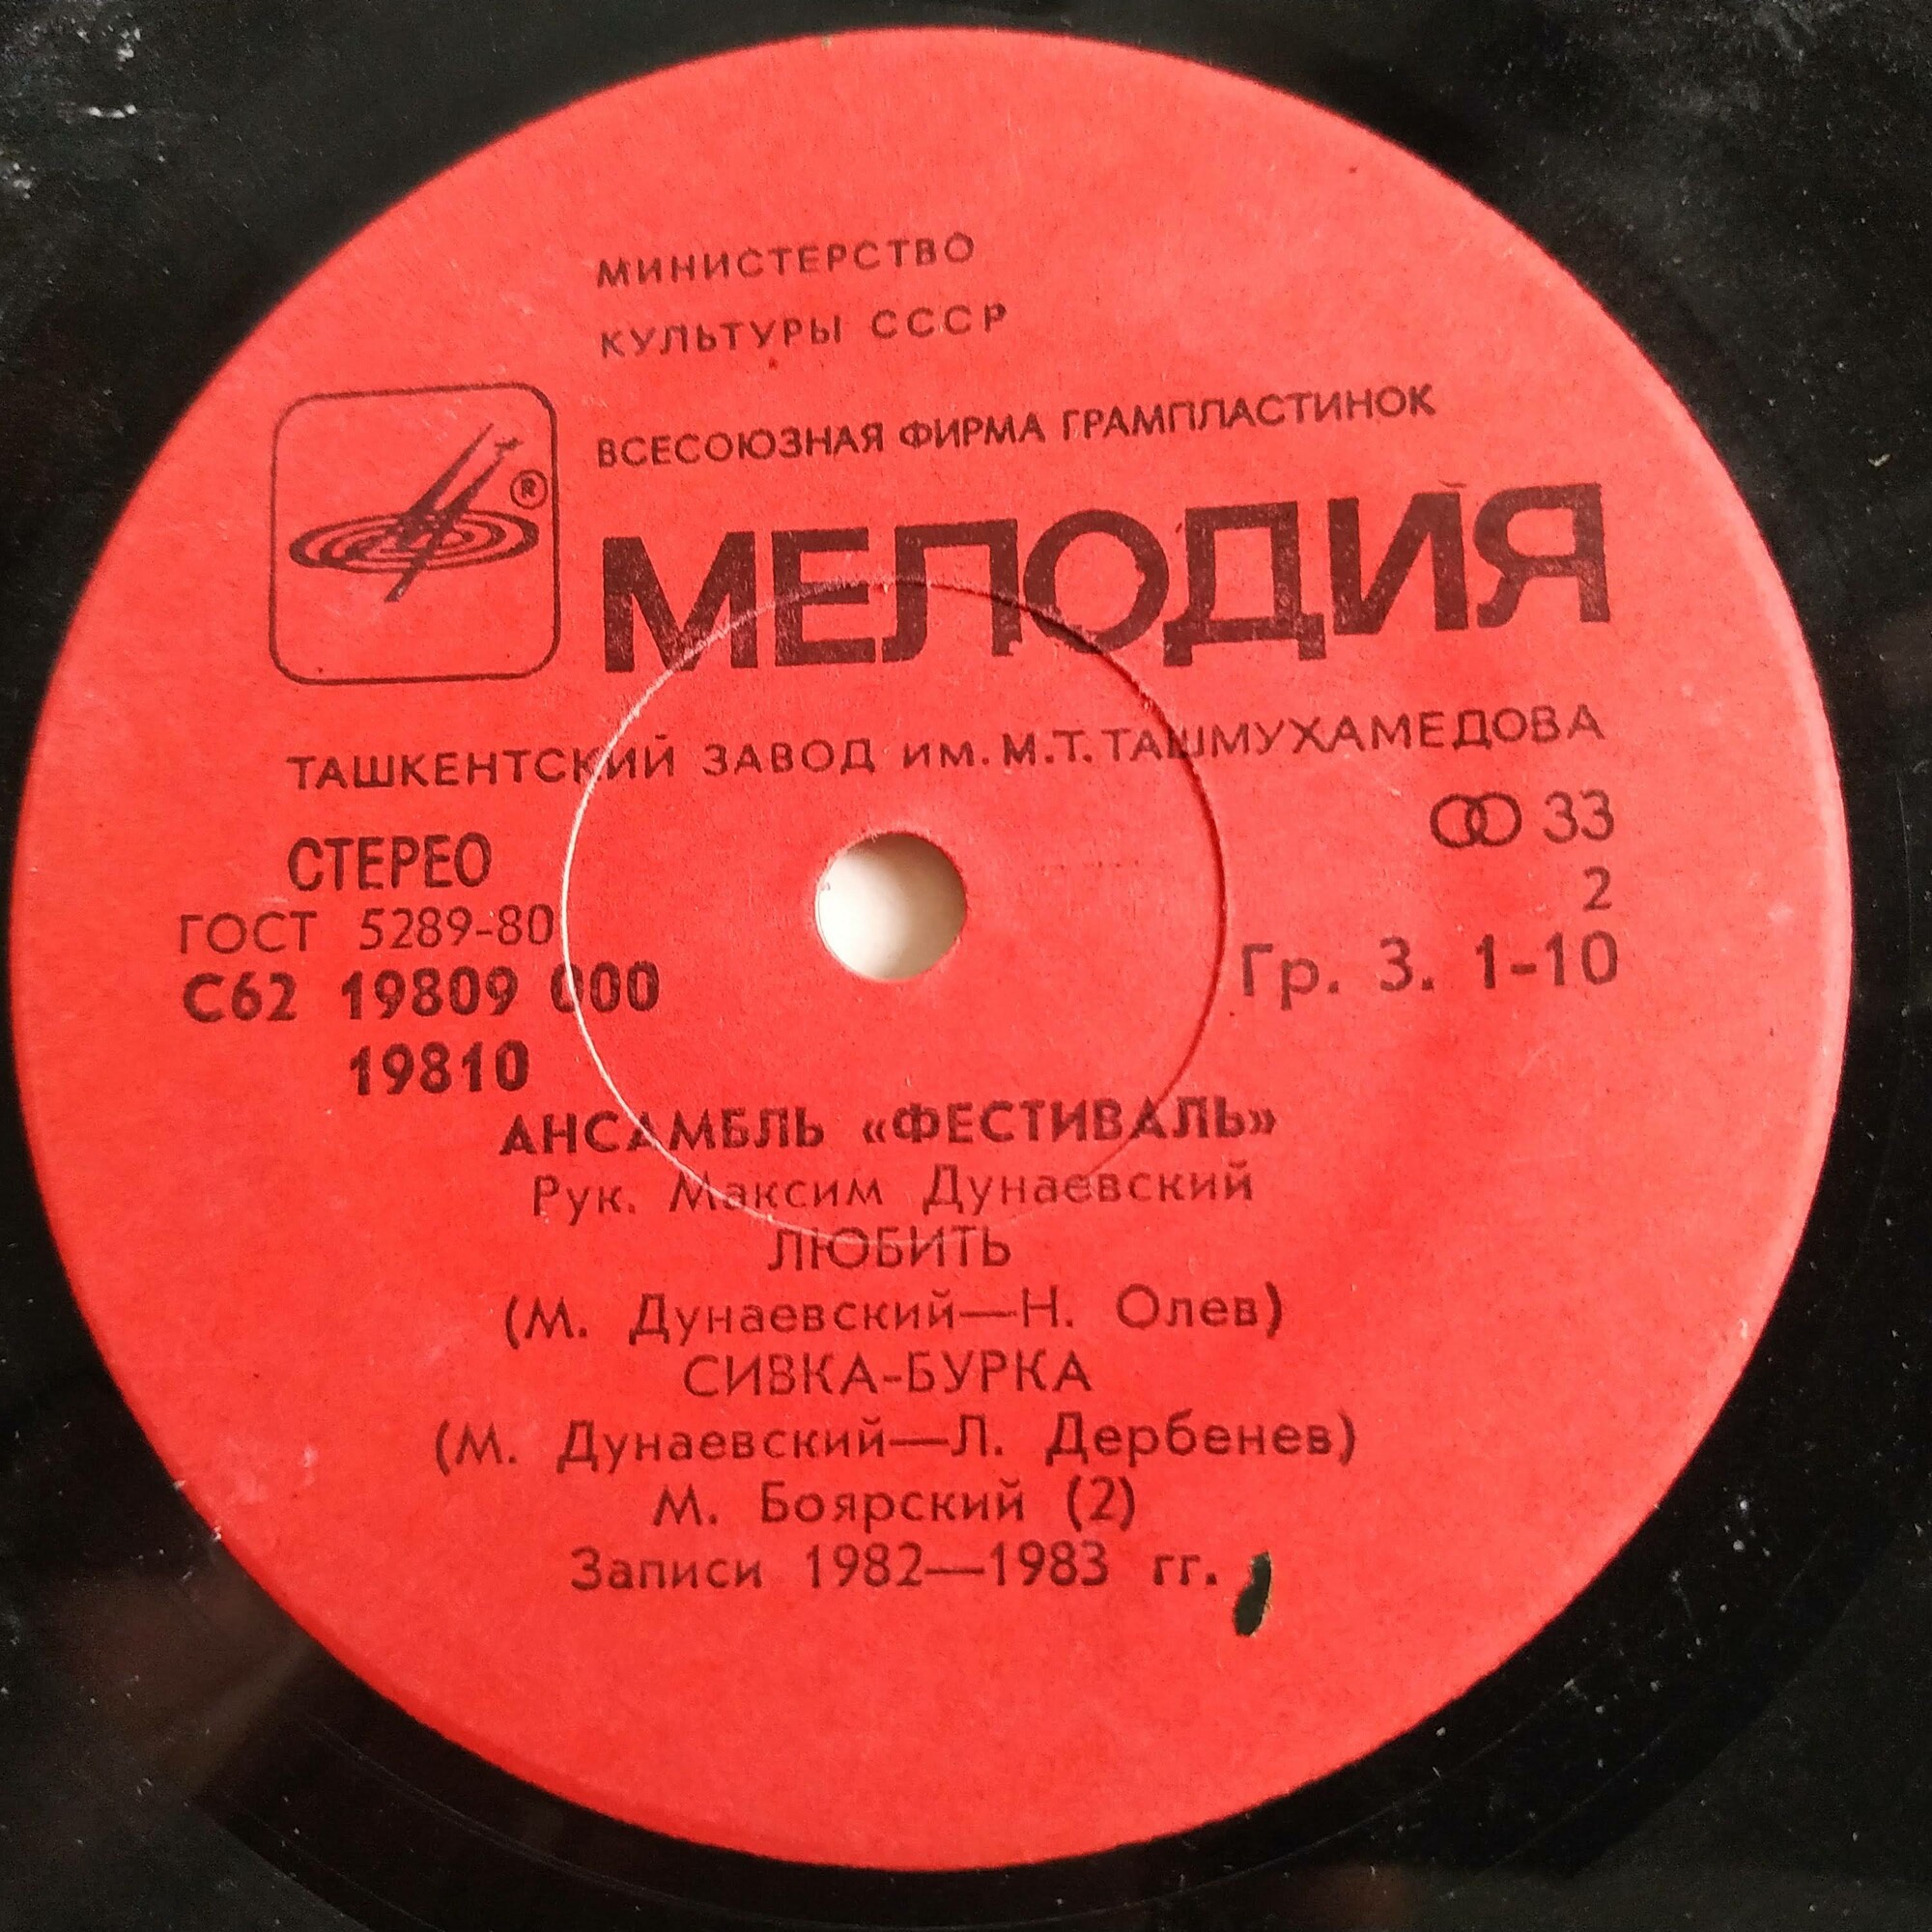 МИНИСТЕРСТВО
КУЛЬТУРЫ СССР
ВСЕСОЮЗНАЯ ФИРМА ГРАМПЛАСТИНОК
®
МЕЛОДИЯ
ТАШКЕНТСКИЙ ЗАВОД ИМ. М.Т. ТАШМУХАМЕДОВА
СТЕРЕО
33
ГОСТ 5289-80
2
С62 19809 000
Гр. 3. 1-10
19810
АНСАМБЛЬ «ФЕСТИВАЛЬ»
Рук. Максим Дунаевский
ЛЮБИТЬ
(М. Дунаевский—Н. Олев)
СИВКА-БУРКА
(М. Дунаевский—Л. Дербенев)
М. Боярский (2)
Записи 1982—1983 гг.